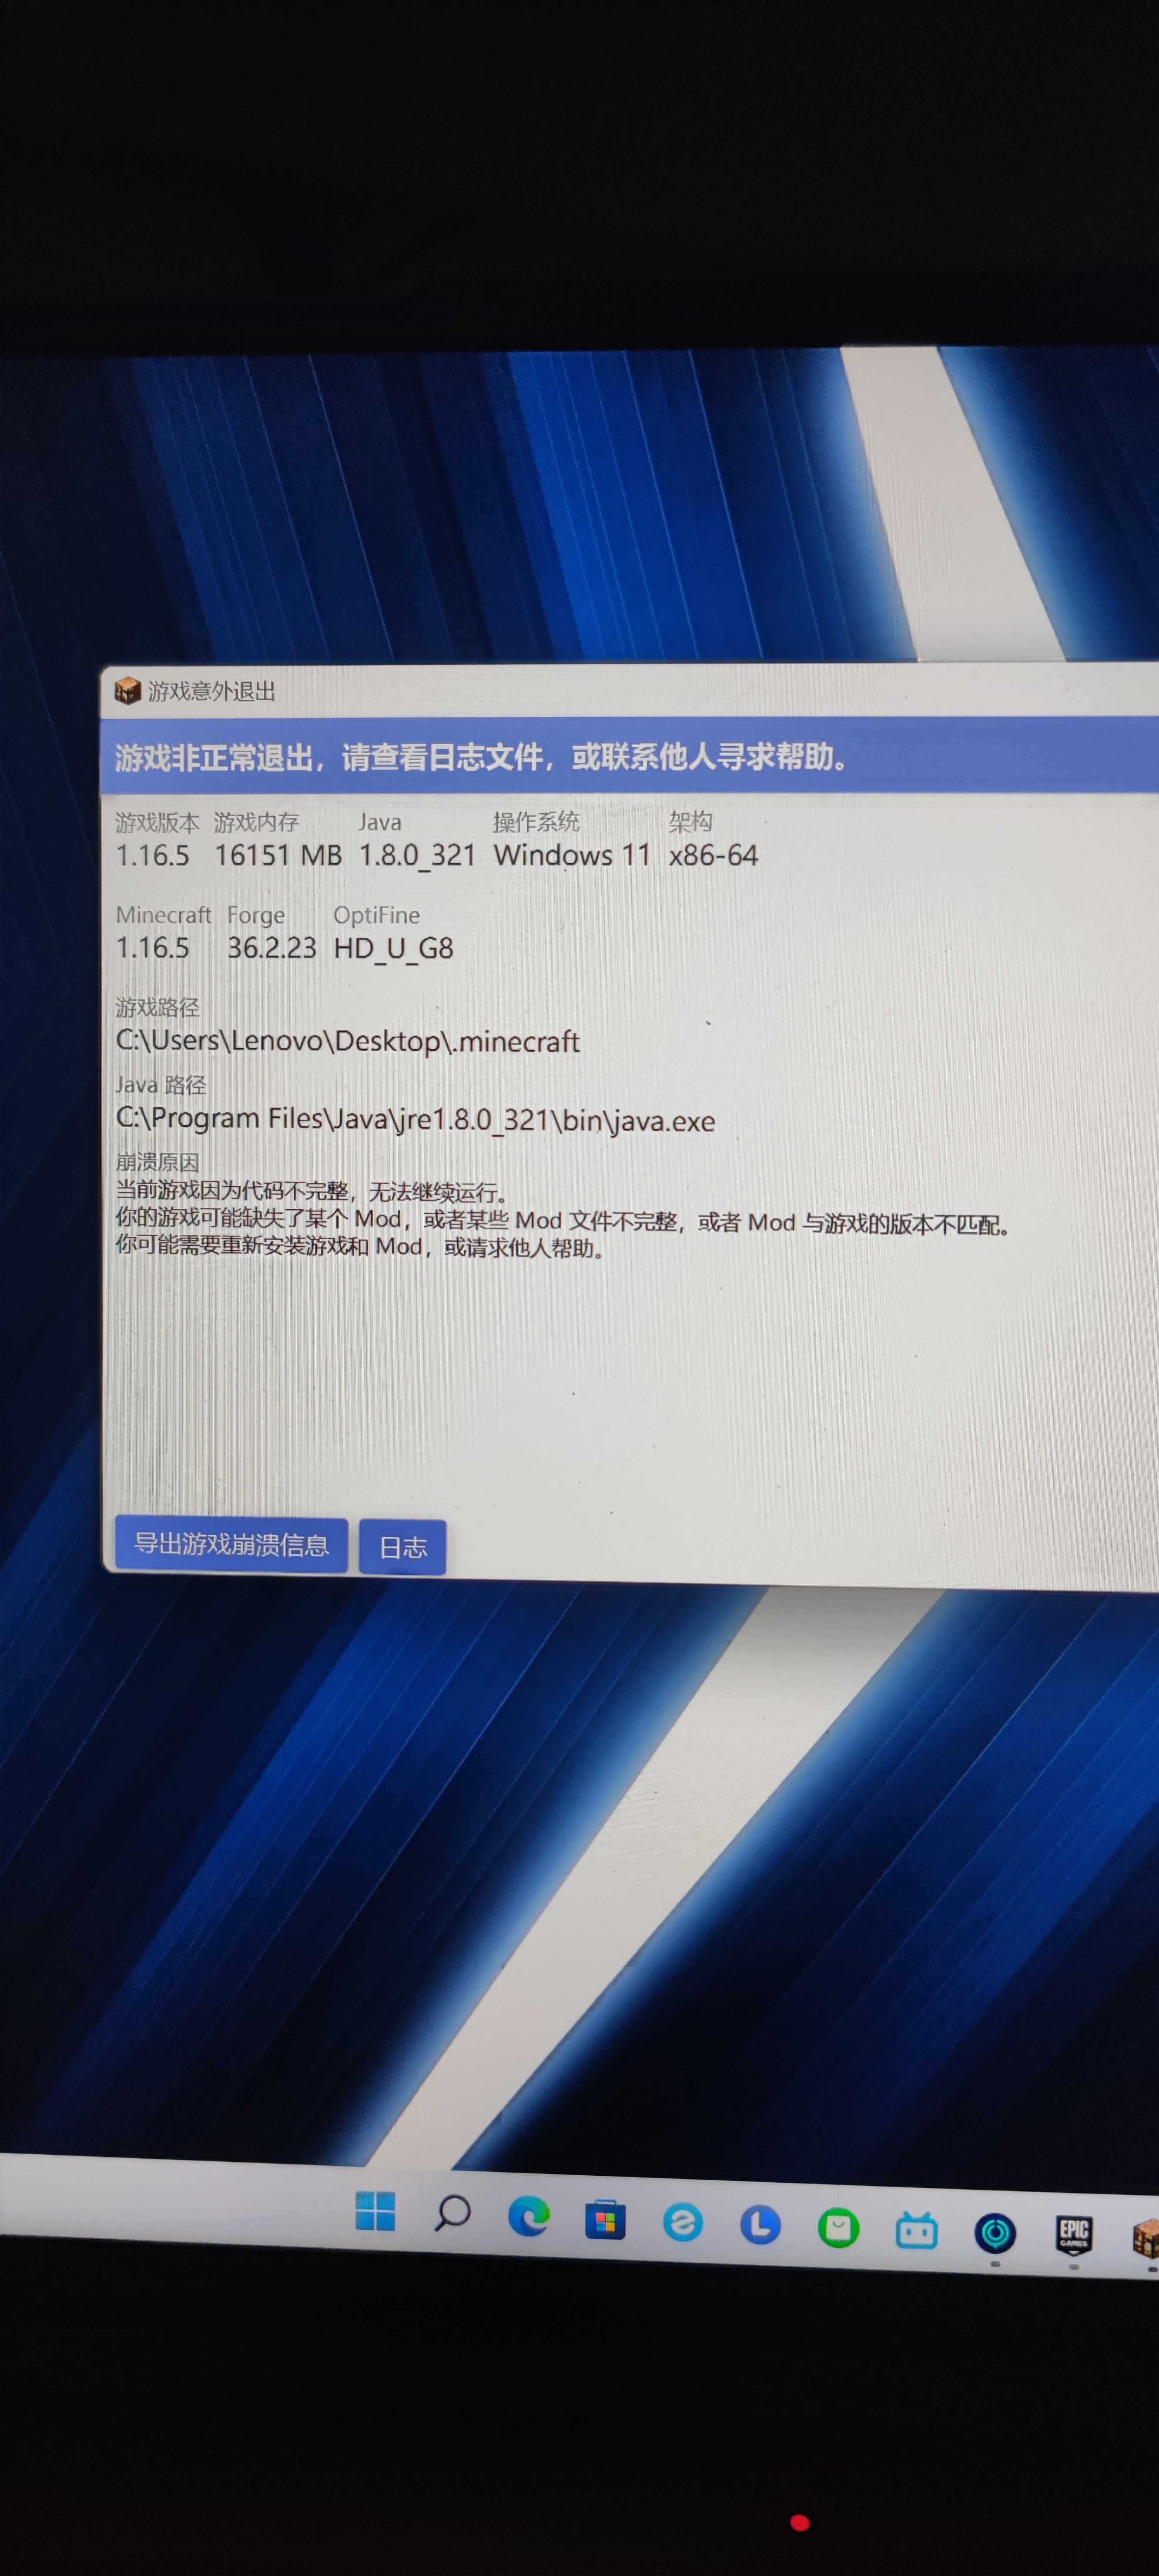 游戏意外退出
游戏非正常退出，请查看日志文件，或联系他人寻求帮助。
游戏版本 游戏内存 Java 操作系统 架构
1.16.5 16151 MB 1.8.0_321 Windows 11 x86-64
Minecraft Forge OptiFine
1.16.5 36.2.23 HD_U_G8
游戏路径
C:\Users\Lenovo\Desktop\.minecraft
Java 路径
C:\Program Files\Java\jre1.8.0_321\bin\java.exe
崩溃原因
当前游戏因为代码不完整，无法继续运行。
你的游戏可能缺失了某个 Mod，或者某些 Mod 文件不完整，或者 Mod 与游戏的版本不匹配。
你可能需要重新安装游戏和 Mod，或请求他人帮助。
导出游戏崩溃信息 日志
EPIC
GAMES